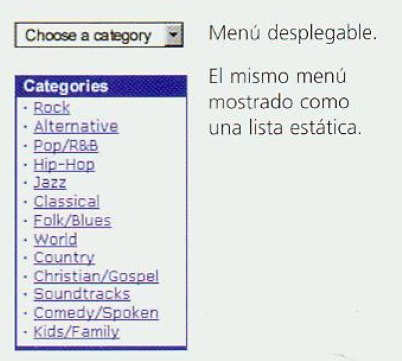 Choose a category
Menú desplegable.
El mismo menú
mostrado como
una lista estática.
Categories
· Rock
· Alternative
· Pop/R&B
· Hip-Hop
· Jazz
· Classical
· Folk/Blues
· World
· Country
· Christian/Gospel
· Soundtracks
· Comedy/Spoken
· Kids/Family